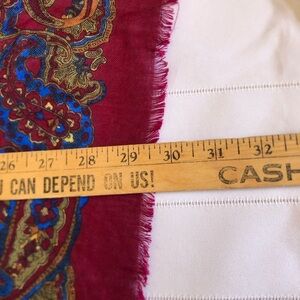 26 27 28 29 30 31 32
U CAN DEPEND ON US! CASH